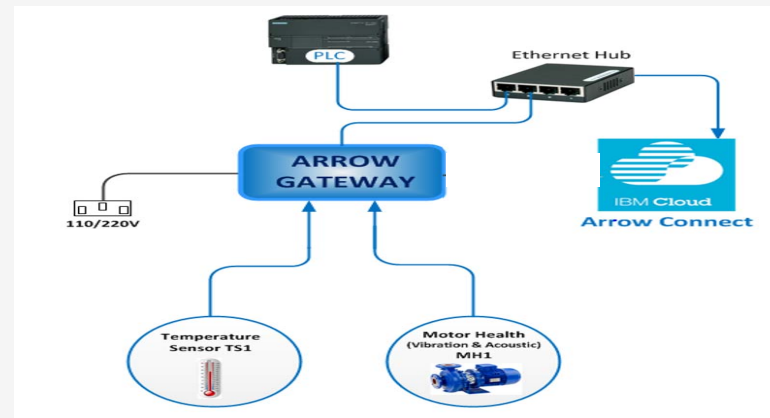 PLC
Ethernet Hub
ARROW
GATEWAY
IBM Cloud
Arrow Connect
110/220V
Temperature
Sensor TS1
Motor Health
(Vibration & Acoustic)
MH1